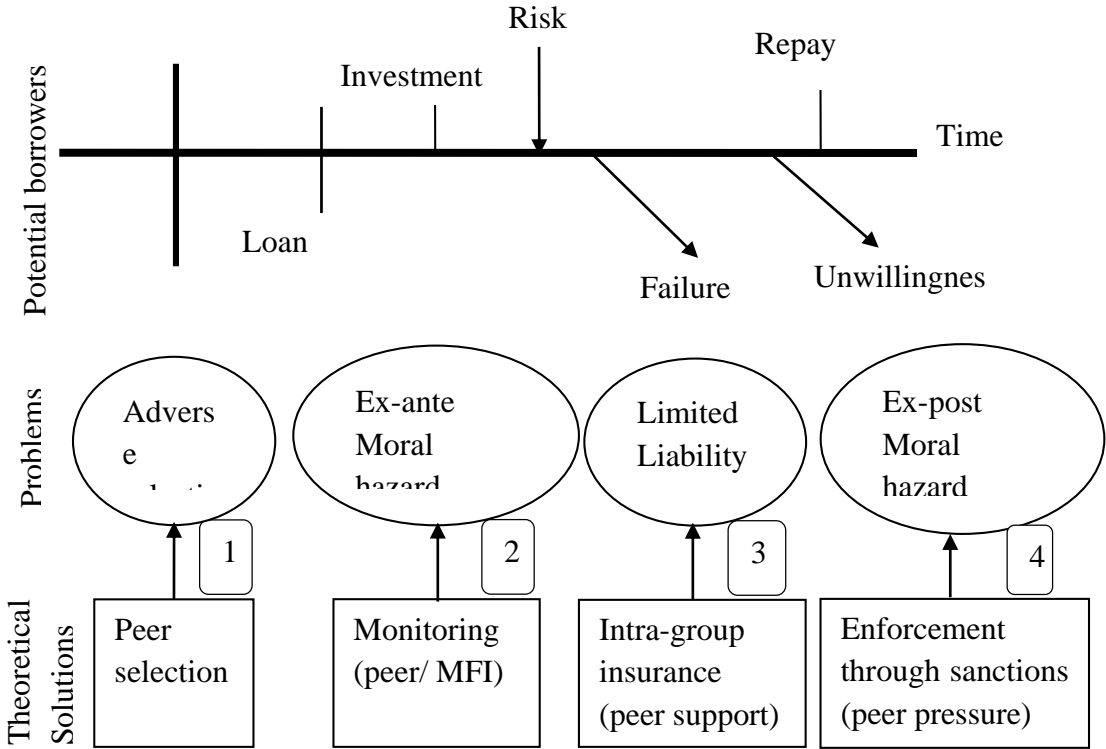 Risk
Repay
Investment
Time
Potential borrowers
Loan
Failure
Unwillingnes
Problems
Advers
e
Ex-ante
Moral
hazard
Limited
Liability
Ex-post
Moral
hazard
1
2
3
4
Theoretical
Solutions
Peer
selection
Monitoring
(peer/ MFI)
Intra-group
insurance
(peer support)
Enforcement
through sanctions
(peer pressure)